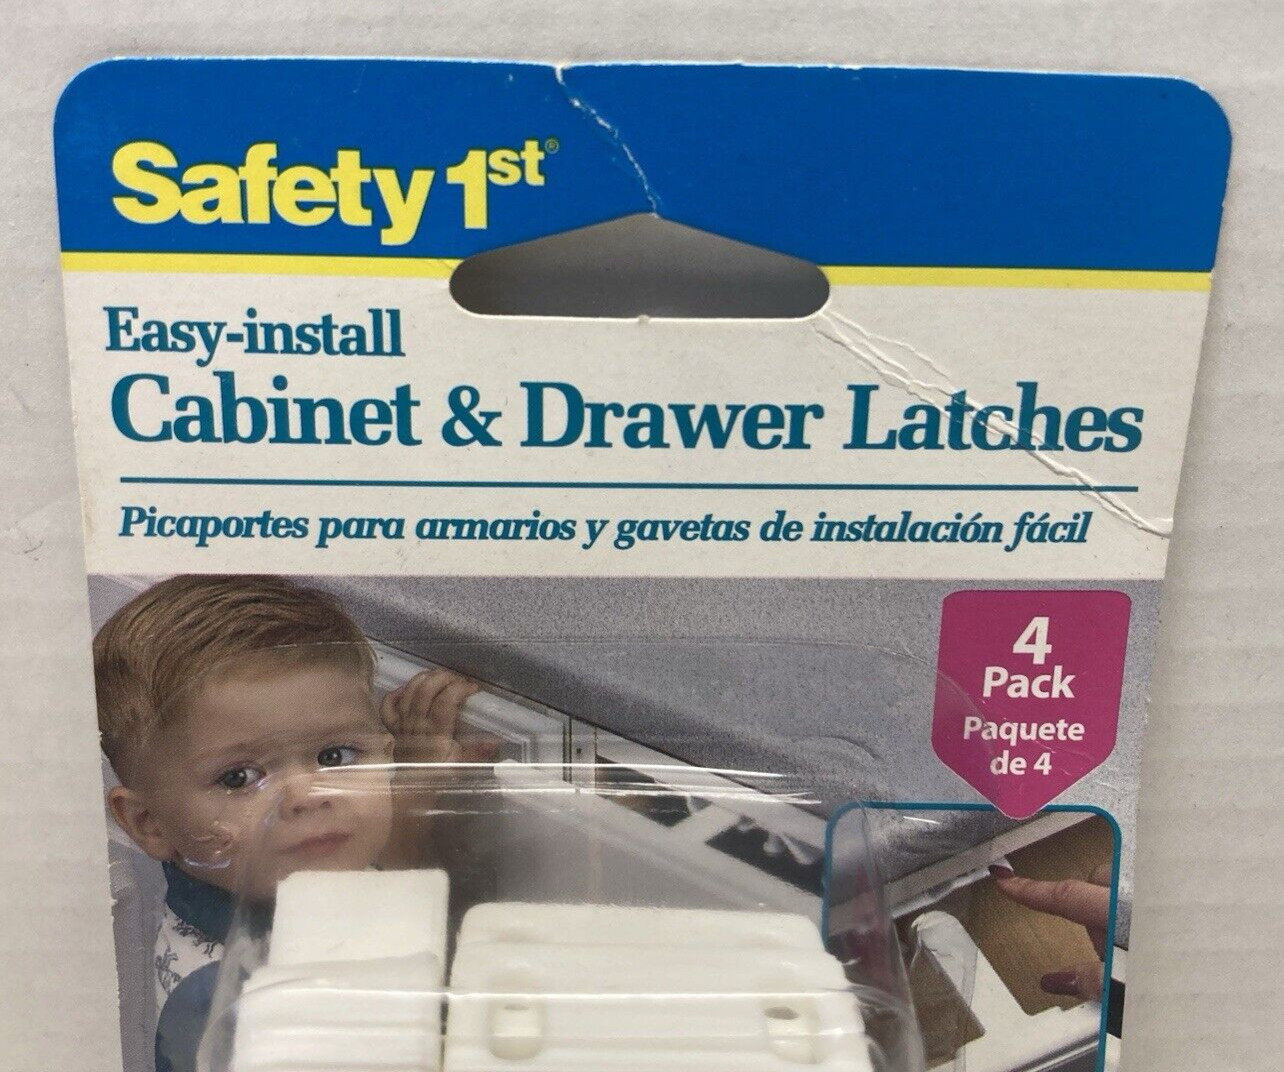 Safety 1st®
Easy-install
Cabinet & Drawer Latches
Picaportes para armarios y gavetas de instalación fácil
4
Pack
Paquete
de 4